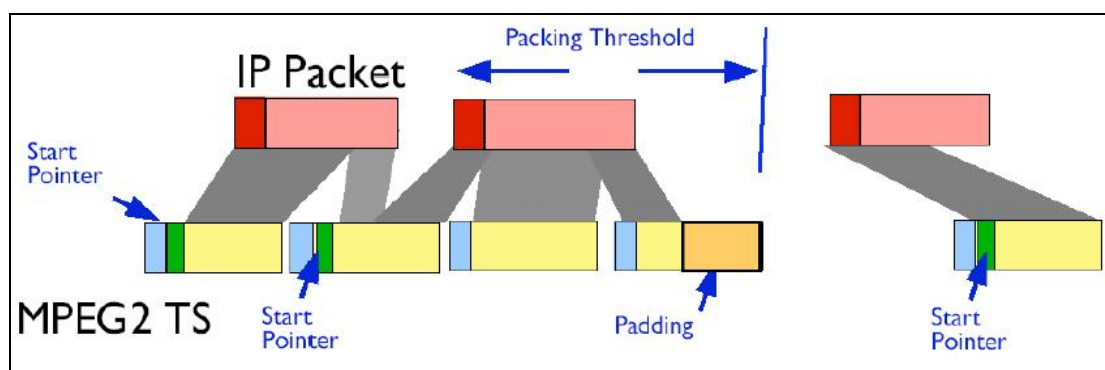 Packing Threshold
IP Packet
Start
Pointer
MPEG2 TS
Start
Pointer
Padding
Start
Pointer